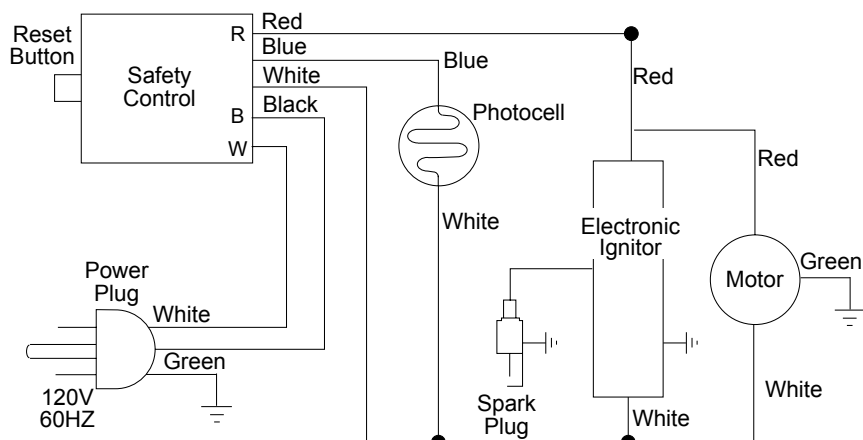 Reset
Button
Safety
Control
R
B
W
Red
Blue
White
Black
Blue
Photocell
White
Red
Red
Electronic
Ignitor
Motor
Green
White
Spark
Plug
White
Power
Plug
White
Green
120V
60HZ